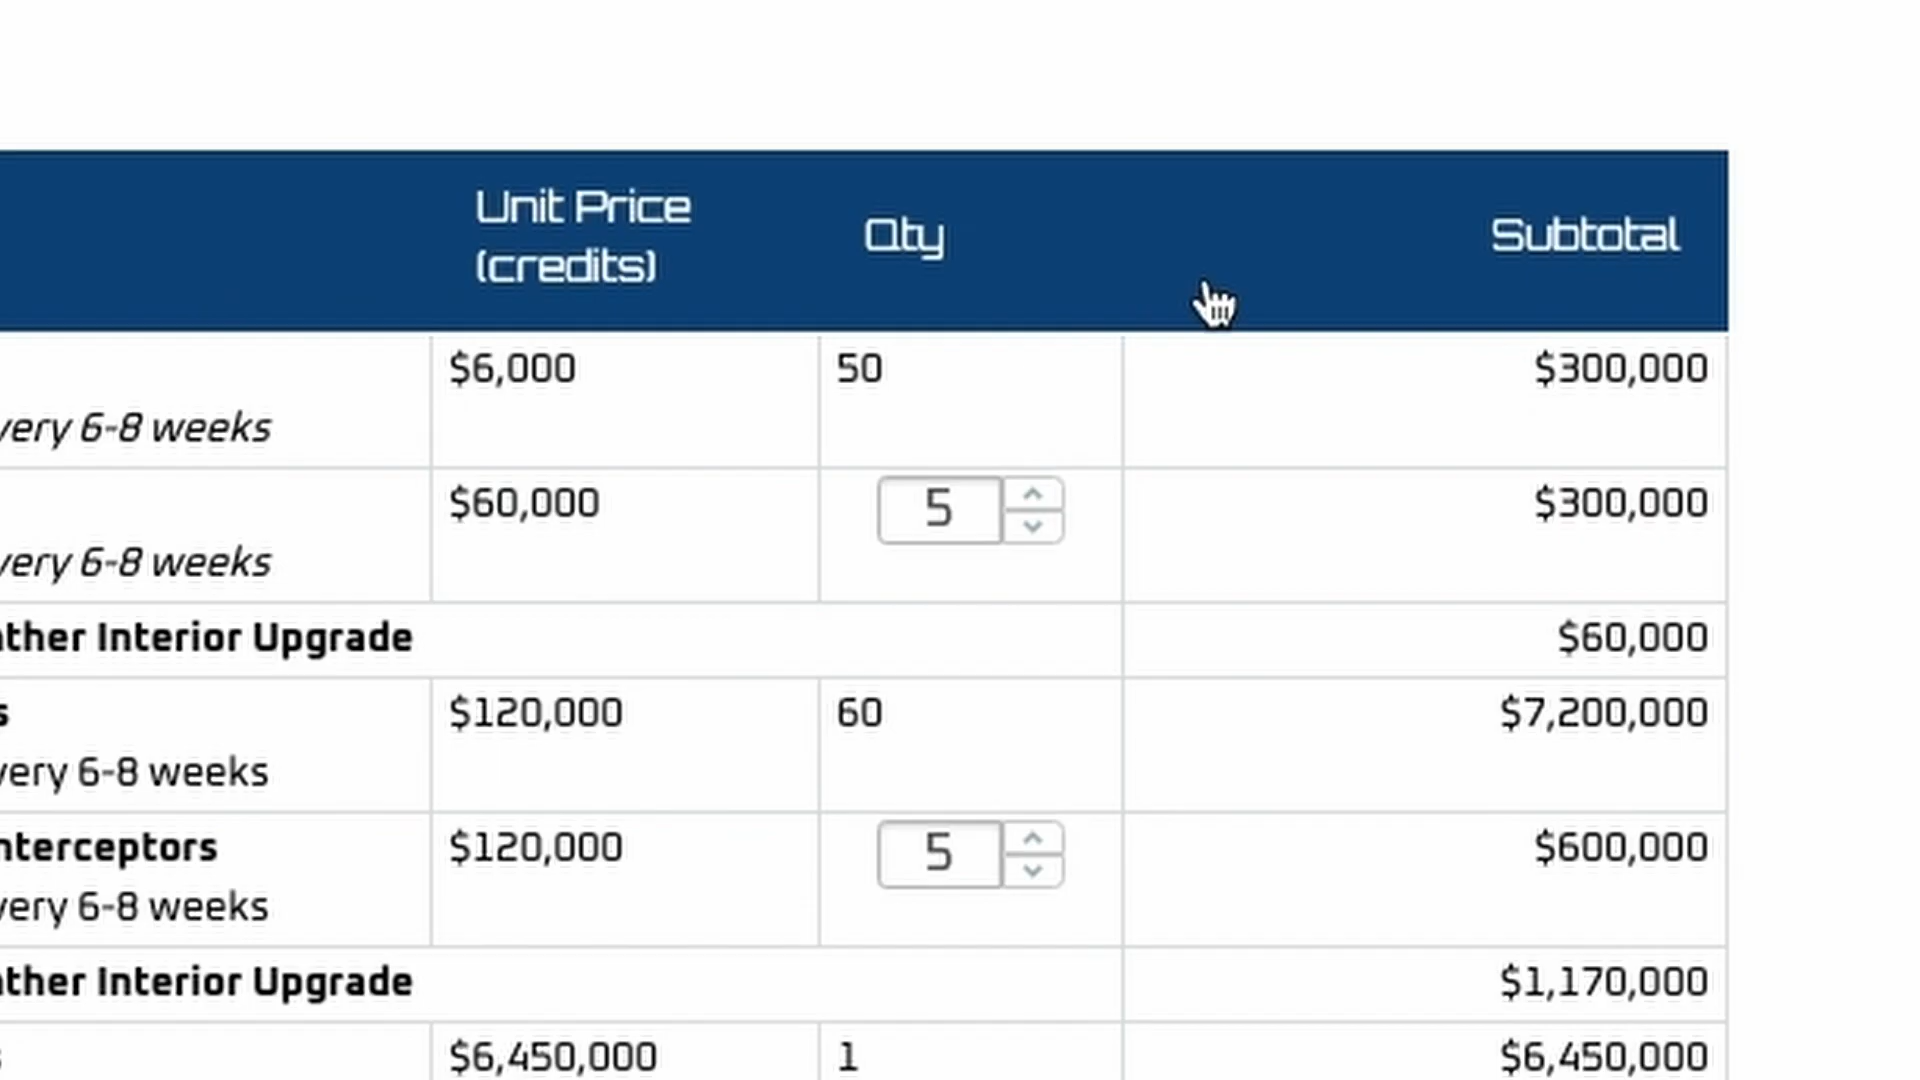 Unit Price
(credits)
Qty
Subtotal
$6,000 50 $300,000
very 6-8 weeks
$60,000 5 $300,000
very 6-8 weeks
ather Interior Upgrade $60,000
s $120,000 60 $7,200,000
very 6-8 weeks
nterceptors $120,000 5 $600,000
very 6-8 weeks
ather Interior Upgrade $1,170,000
$6,450,000 1 $6,450,000